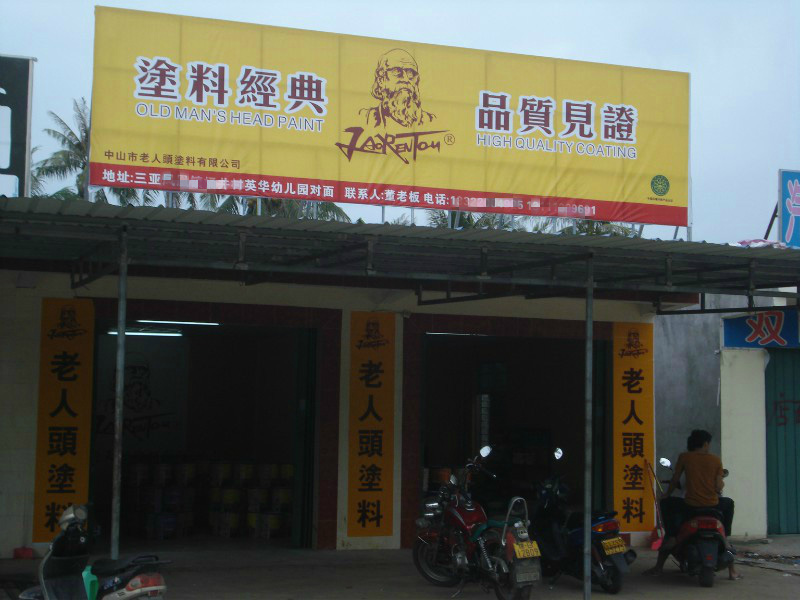 塗料經典
OLD MAN'S HEAD PAINT
LAORENTOU®
品質見證
HIGH QUALITY COATING
中山市老人頭塗料有限公司
地址:三亚 英华幼儿园对面 联系人:董老板 电话:
老人頭塗料
老人頭塗料
老人頭塗料
双